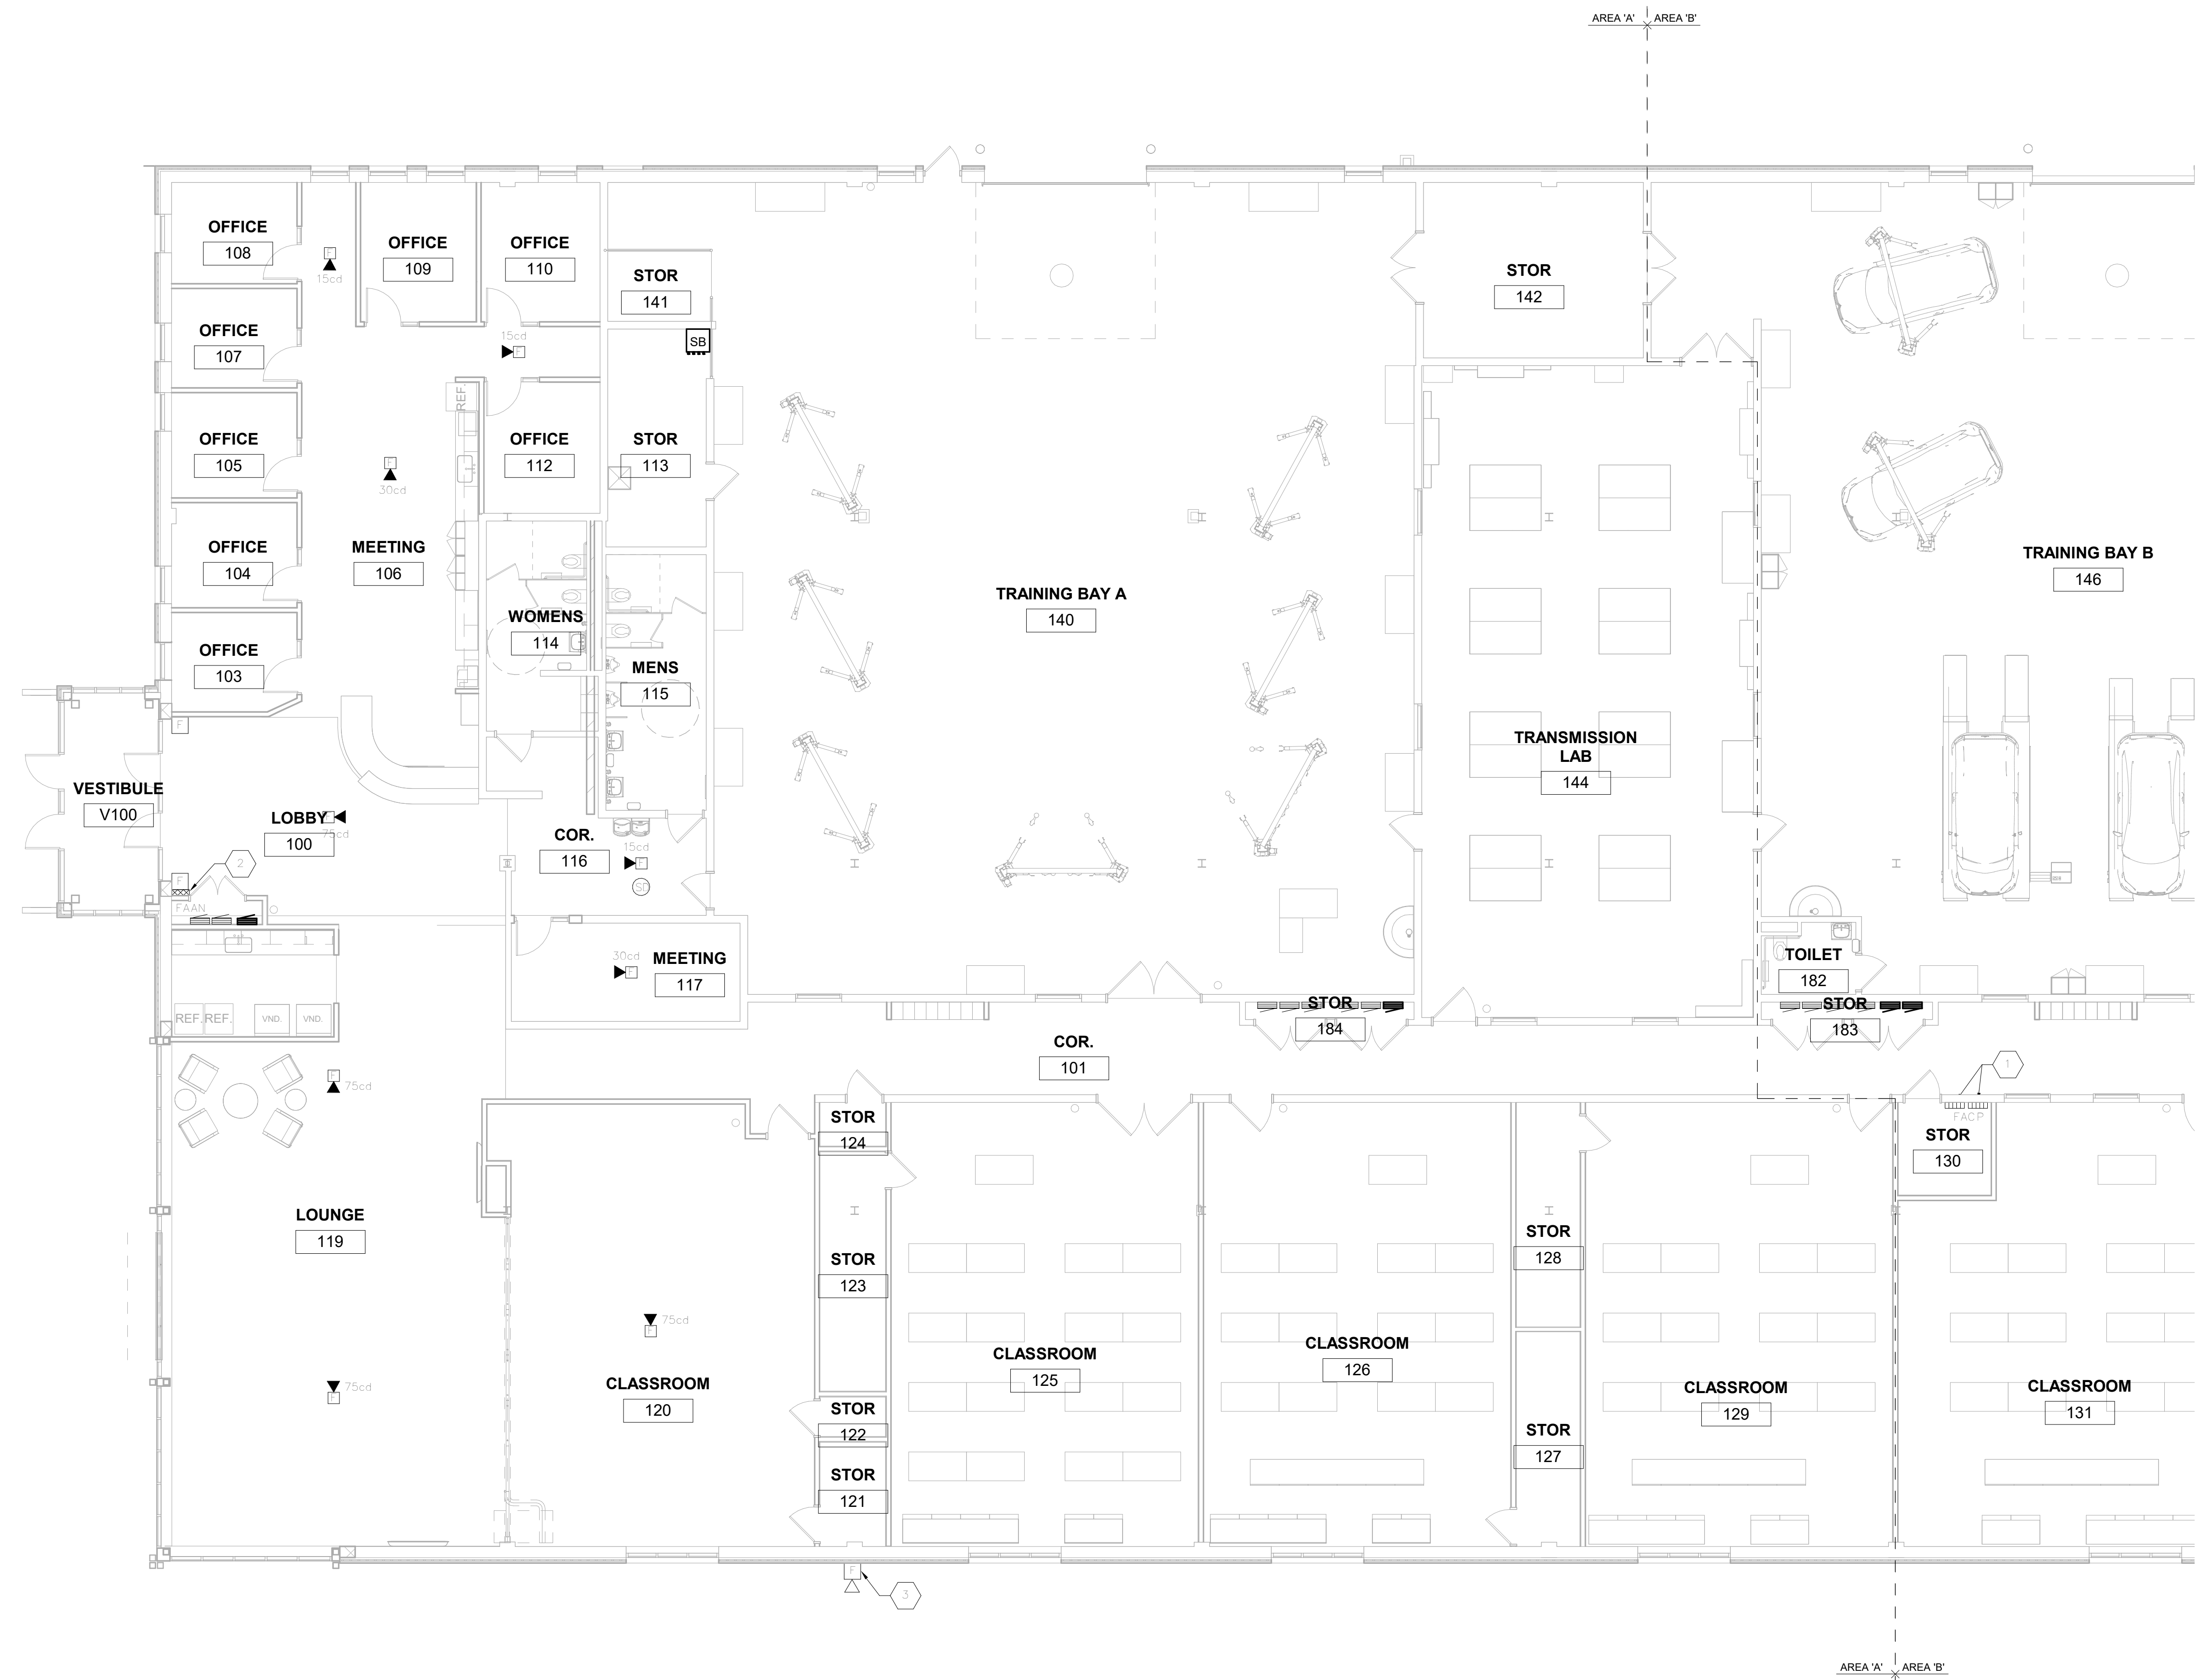 AREA 'A' AREA 'B'
OFFICE
108
F
15cd
OFFICE
109
OFFICE
110
STOR
141
STOR
142
OFFICE
107
15cd
F
SB
REF.
OFFICE
105
F
30cd
OFFICE
112
STOR
113
OFFICE
104
MEETING
106
TRAINING BAY A
140
TRAINING BAY B
146
WOMENS
114
OFFICE
103
MENS
115
F
TRANSMISSION
LAB
144
VESTIBULE
V100
LOBBY
100
F
75cd
COR.
116
15cd
F
SD
2
F
FAAN
MEETING
117
30cd
F
TOILET
182
REF. REF. VND. VND.
STOR
184
STOR
183
COR.
101
1
F
75cd
STOR
124
FACP
STOR
130
LOUNGE
119
STOR
123
STOR
128
75cd
F
CLASSROOM
125
CLASSROOM
126
75cd
F
CLASSROOM
120
STOR
122
CLASSROOM
129
CLASSROOM
131
STOR
127
STOR
121
F
3
AREA 'A' AREA 'B'